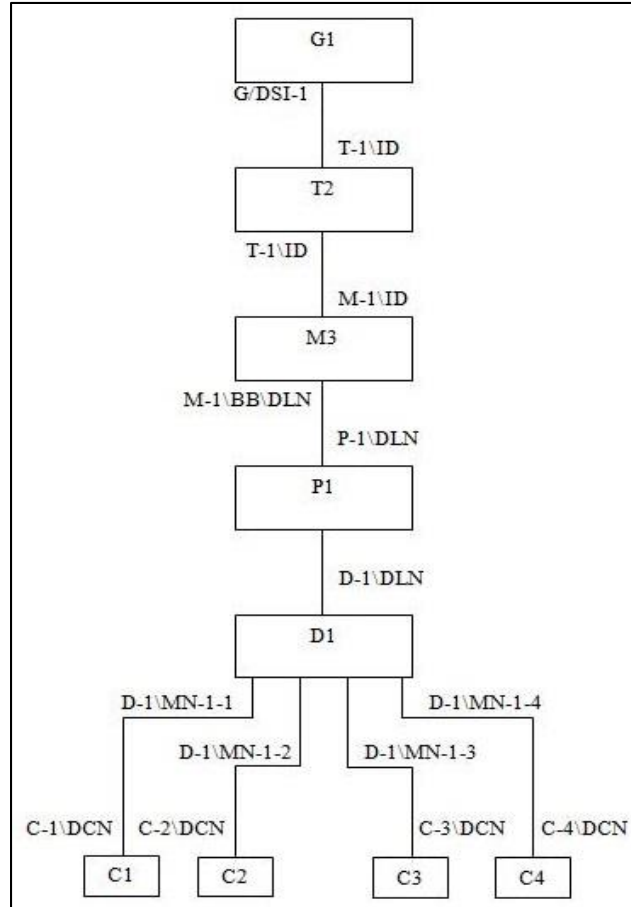 G1
G/DSI-1
T-1\ID
T2
T-1\ID
M-1\ID
M3
M-1\BB\DLN
P-1\DLN
P1
D-1\DLN
D1
D-1\MN-1-1
D-1\MN-1-4
D-1\MN-1-2
D-1\MN-1-3
C-1\DCN
C-2\DCN
C-3\DCN
C-4\DCN
C1
C2
C3
C4